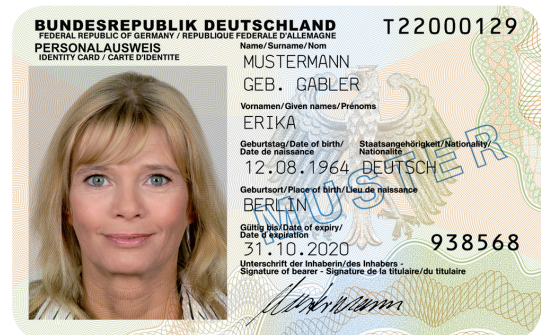 BUNDESREPUBLIK DEUTSCHLAND
T22000129
FEDERAL REPUBLIC OF GERMANY / REPUBLIQUE FEDERALE D'ALLEMAGNE
PERSONALAUSWEIS
IDENTITY CARD / CARTE D'IDENTITE
Name/Surname/Nom
MUSTERMANN
GEB. GABLER
Vornamen/Given names/Prénoms
ERIKA
Geburtstag/Date of birth/
Date de naissance
Staatsangehörigkeit/Nationality/
Nationalité
12.08.1964 DEUTSCH
Geburtsort/Place of birth/Lieu de naissance
BERLIN
Gültig bis/Date of expiry/
Date d'expiration
31.10.2020
938568
Unterschrift der Inhaberin/des Inhabers -
Signature of bearer - Signature de la titulaire/du titulaire
Mustermann
MUSTER